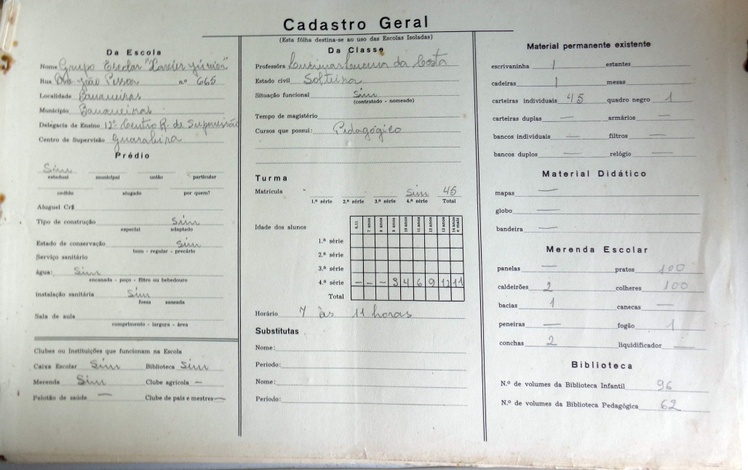 Cadastro Geral
(Esta fôlha destina-se ao uso das Escolas Isoladas)
Da Escola
Nome Grupo Escolar "Xavier Júnior"
Rua João Pessoa nº 665
Localidade Bananeiras
Município Bananeiras
Delegacia de Ensino 12º Centro R. de Supervisão
Centro de Supervisão Guarabira
Prédio
Sim
estadual municipal união particular
cedido alugado por quem?
Aluguel Cr$
Tipo de construção Sim
especial adaptado
Estado de conservação Sim
bom - regular - precário
Serviço sanitário
água: Sim
encanada - poço - filtro ou bebedouro
Instalação sanitária Sim
fossa saneada
Sala de aula
comprimento - largura - área
Clubes ou Instituições que funcionam na Escola
Caixa Escolar Sim Biblioteca Sim
Merenda Sim Clube agrícola —
Pelotão de saúde — Clube de pais e mestres —
Da Classe
Professôra da Costa
Estado civil Solteira
Situação funcional Sim
(contratado - nomeado)
Tempo de magistério
Cursos que possui: Pedagógico
Turma
Matrícula Sim 45
1.ª série 2.ª série 3.ª série 4.ª série Total
Idade dos alunos
1.ª série
2.ª série
3.ª série
4.ª série — — — 3 4 6 9 12 11
Total
Horário 7 às 11 horas
Substitutas
Nome:
Período:
Nome:
Período:
Material permanente existente
escrivaninha 1 estantes
cadeiras 1 mesas
carteiras individuais 45 quadro negro 1
carteiras duplas — armários —
bancos individuais — filtros —
bancos duplos — relógio —
Material Didático
mapas —
globo —
bandeira —
Merenda Escolar
panelas — pratos 100
caldeirões 2 colheres 100
bacias 1 canecas —
peneiras — fogão 1
conchas 2 liquidificador —
Biblioteca
N.º de volumes da Biblioteca Infantil 96
N.º de volumes da Biblioteca Pedagógica 62